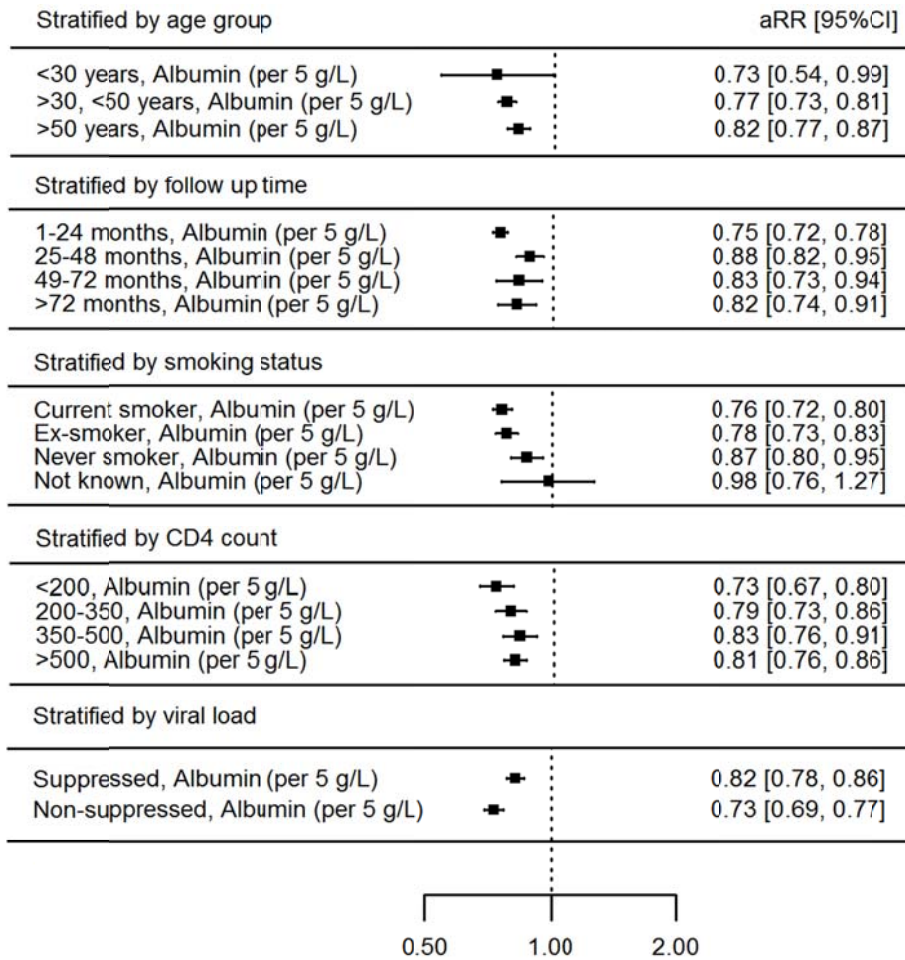 Stratified by age group aRR [95%CI]
<30 years, Albumin (per 5 g/L) 0.73 [0.54, 0.99]
>30, <50 years, Albumin (per 5 g/L) 0.77 [0.73, 0.81]
>50 years, Albumin (per 5 g/L) 0.82 [0.77, 0.87]
Stratified by follow up time
1-24 months, Albumin (per 5 g/L) 0.75 [0.72, 0.78]
25-48 months, Albumin (per 5 g/L) 0.88 [0.82, 0.95]
49-72 months, Albumin (per 5 g/L) 0.83 [0.73, 0.94]
>72 months, Albumin (per 5 g/L) 0.82 [0.74, 0.91]
Stratified by smoking status
Current smoker, Albumin (per 5 g/L) 0.76 [0.72, 0.80]
Ex-smoker, Albumin (per 5 g/L) 0.78 [0.73, 0.83]
Never smoker, Albumin (per 5 g/L) 0.87 [0.80, 0.95]
Not known, Albumin (per 5 g/L) 0.98 [0.76, 1.27]
Stratified by CD4 count
<200, Albumin (per 5 g/L) 0.73 [0.67, 0.80]
200-350, Albumin (per 5 g/L) 0.79 [0.73, 0.86]
350-500, Albumin (per 5 g/L) 0.83 [0.76, 0.91]
>500, Albumin (per 5 g/L) 0.81 [0.76, 0.86]
Stratified by viral load
Suppressed, Albumin (per 5 g/L) 0.82 [0.78, 0.86]
Non-suppressed, Albumin (per 5 g/L) 0.73 [0.69, 0.77]
0.50 1.00 2.00